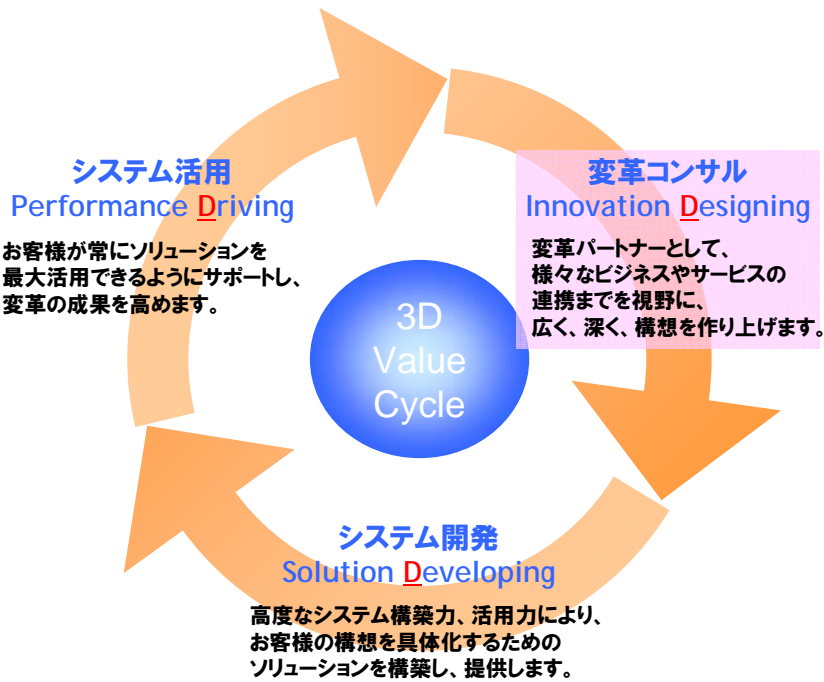 システム活用
Performance Driving
お客様が常にソリューションを
最大活用できるようにサポートし、
変革の成果を高めます。
変革コンサル
Innovation Designing
変革パートナーとして、
様々なビジネスやサービスの
連携までを視野に、
広く、深く、構想を作り上げます。
3D
Value
Cycle
システム開発
Solution Developing
高度なシステム構築力、活用力により、
お客様の構想を具体化するための
ソリューションを構築し、提供します。